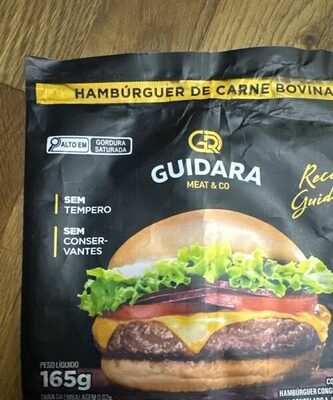 HAMBÚRGUER DE CARNE BOVINA
ALTO EM
GORDURA
SATURADA
GR
GUIDARA
MEAT & CO
SEM
TEMPERO
SEM
CONSER-
VANTES
PESO LÍQUIDO
165g
HAMBÚRGUER